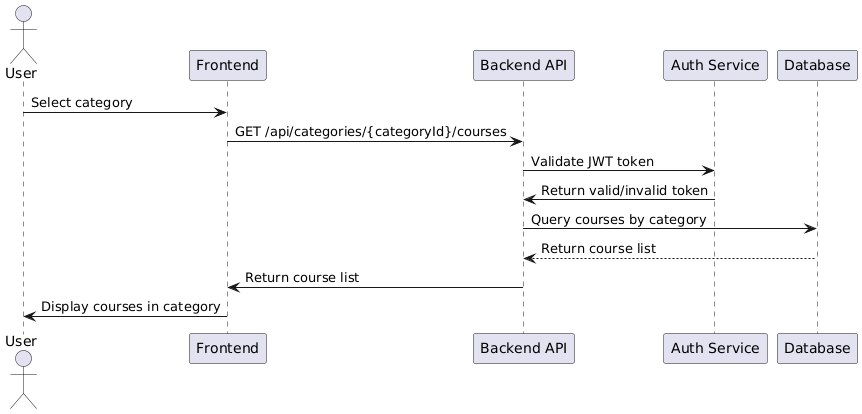 User
Frontend
Backend API
Auth Service
Database
Select category
GET /api/categories/{categoryId}/courses
Validate JWT token
Return valid/invalid token
Query courses by category
Return course list
Return course list
Display courses in category
User
Frontend
Backend API
Auth Service
Database